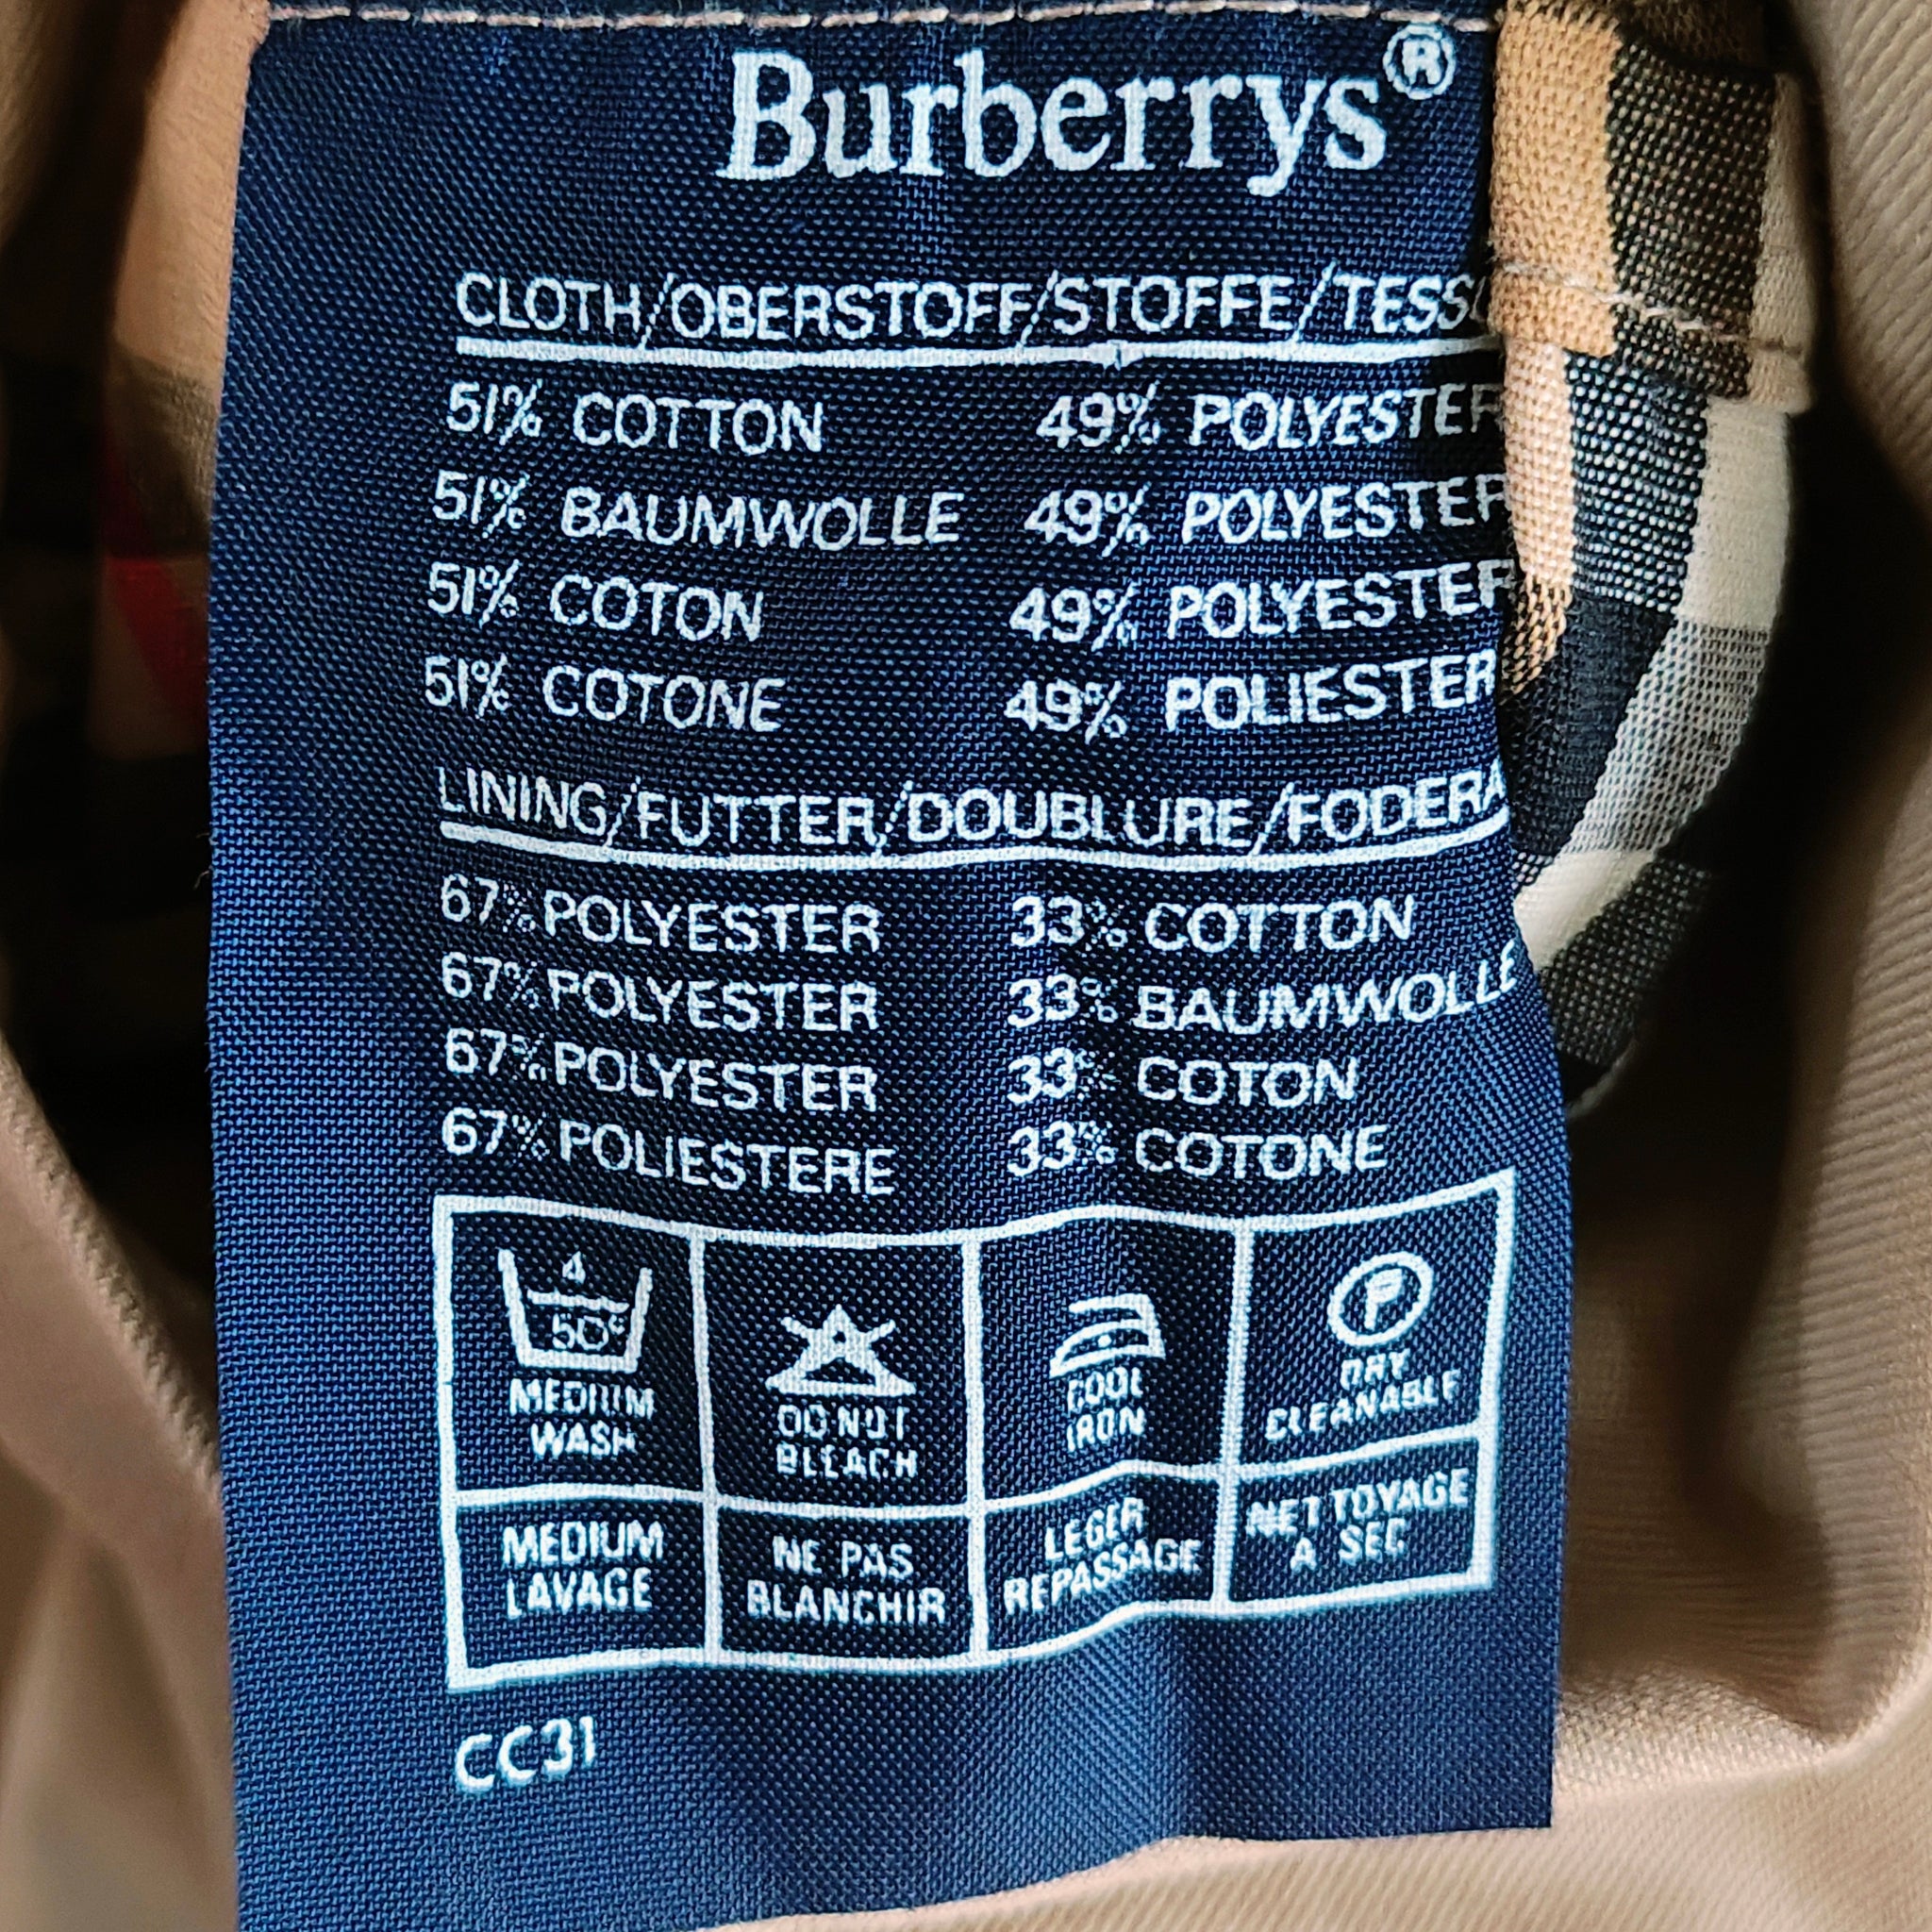 Burberrys®
CLOTH/OBERSTOFF/STOFFE/TESS
51% COTTON 49% POLYESTER
51% BAUMWOLLE 49% POLYESTER
51% COTON 49% POLYESTER
51% COTONE 49% POLIESTER
LINING/FUTTER/DOUBLURE/FODERA
67% POLYESTER 33% COTTON
67% POLYESTER 33% BAUMWOLLE
67% POLYESTER 33% COTON
67% POLIESTERE 33% COTONE
4
50°
MEDIUM
WASH
DO NOT
BLEACH
COOL
IRON
P
DRY
CLEANABLE
MEDIUM
LAVAGE
NE PAS
BLANCHIR
LEGER
REPASSAGE
NETTOYAGE
A SEC
CC31